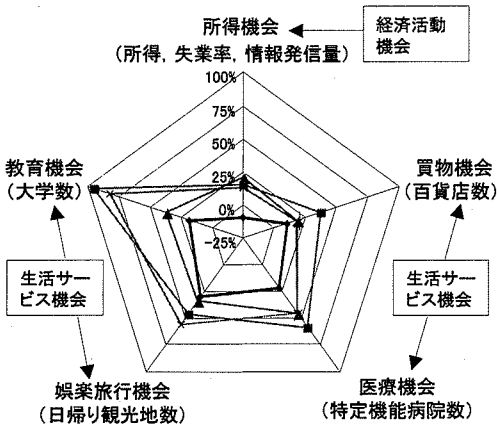 所得機会
(所得, 失業率, 情報発信量)
経済活動
機会
100%
75%
50%
25%
0%
-25%
教育機会
(大学数)
買物機会
(百貨店数)
生活サー
ビス機会
生活サー
ビス機会
娯楽旅行機会
(日帰り観光地数)
医療機会
(特定機能病院数)